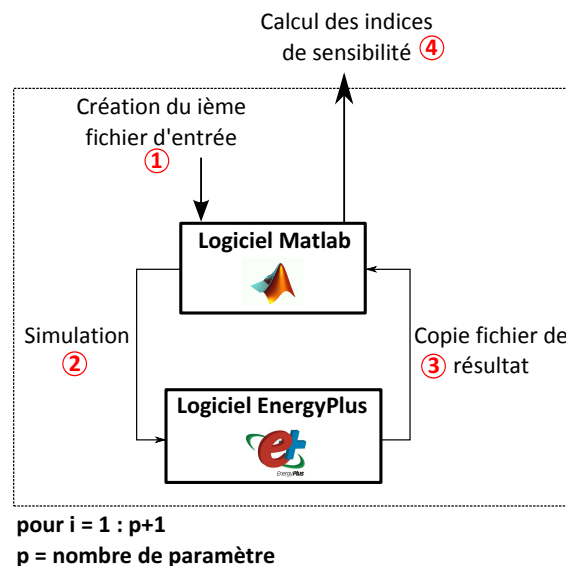 Calcul des indices
de sensibilité 4
Création du ième
fichier d'entrée
1
Logiciel Matlab
Simulation
2
Copie fichier de
3 résultat
Logiciel EnergyPlus
e+
EnergyPlus
pour i = 1 : p+1
p = nombre de paramètre